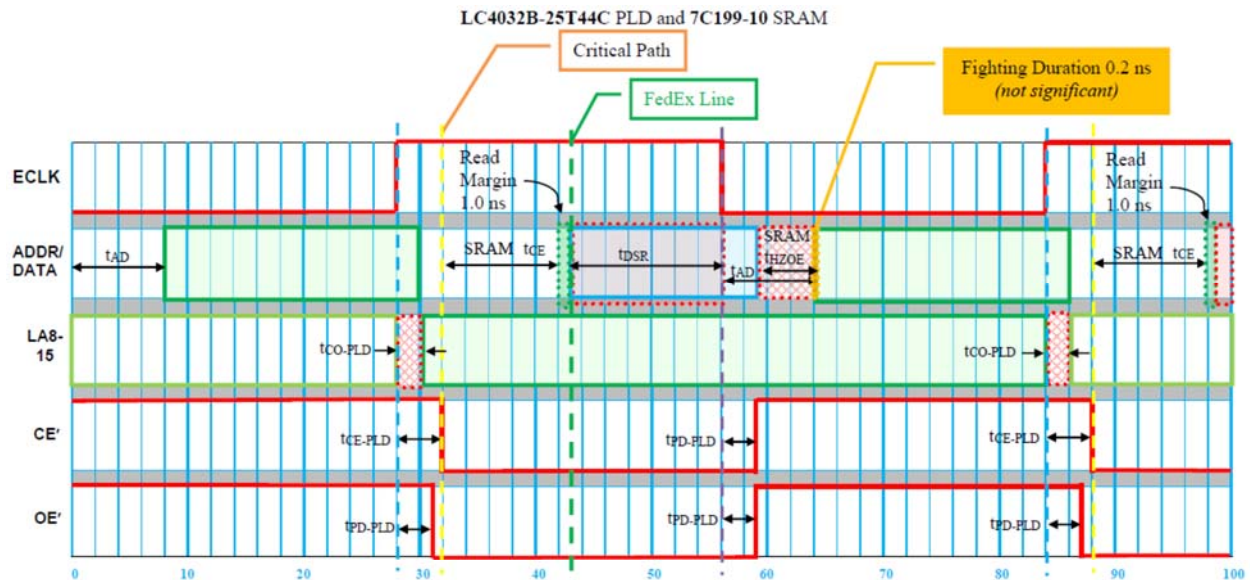 LC4032B-25T44C PLD and 7C199-10 SRAM
Critical Path
Fighting Duration 0.2 ns
(not significant)
FedEx Line
ECLK
Read
Margin
1.0 ns
Read
Margin
1.0 ns
ADDR/
DATA
tAD
SRAM tCE
tDSR
tAD
SRAM
tHZOE
SRAM tCE
LA8-
15
tCO-PLD
tCO-PLD
CE'
tCE-PLD
tPD-PLD
tCE-PLD
OE'
tPD-PLD
tPD-PLD
tPD-PLD
0 10 20 30 40 50 60 70 80 90 100